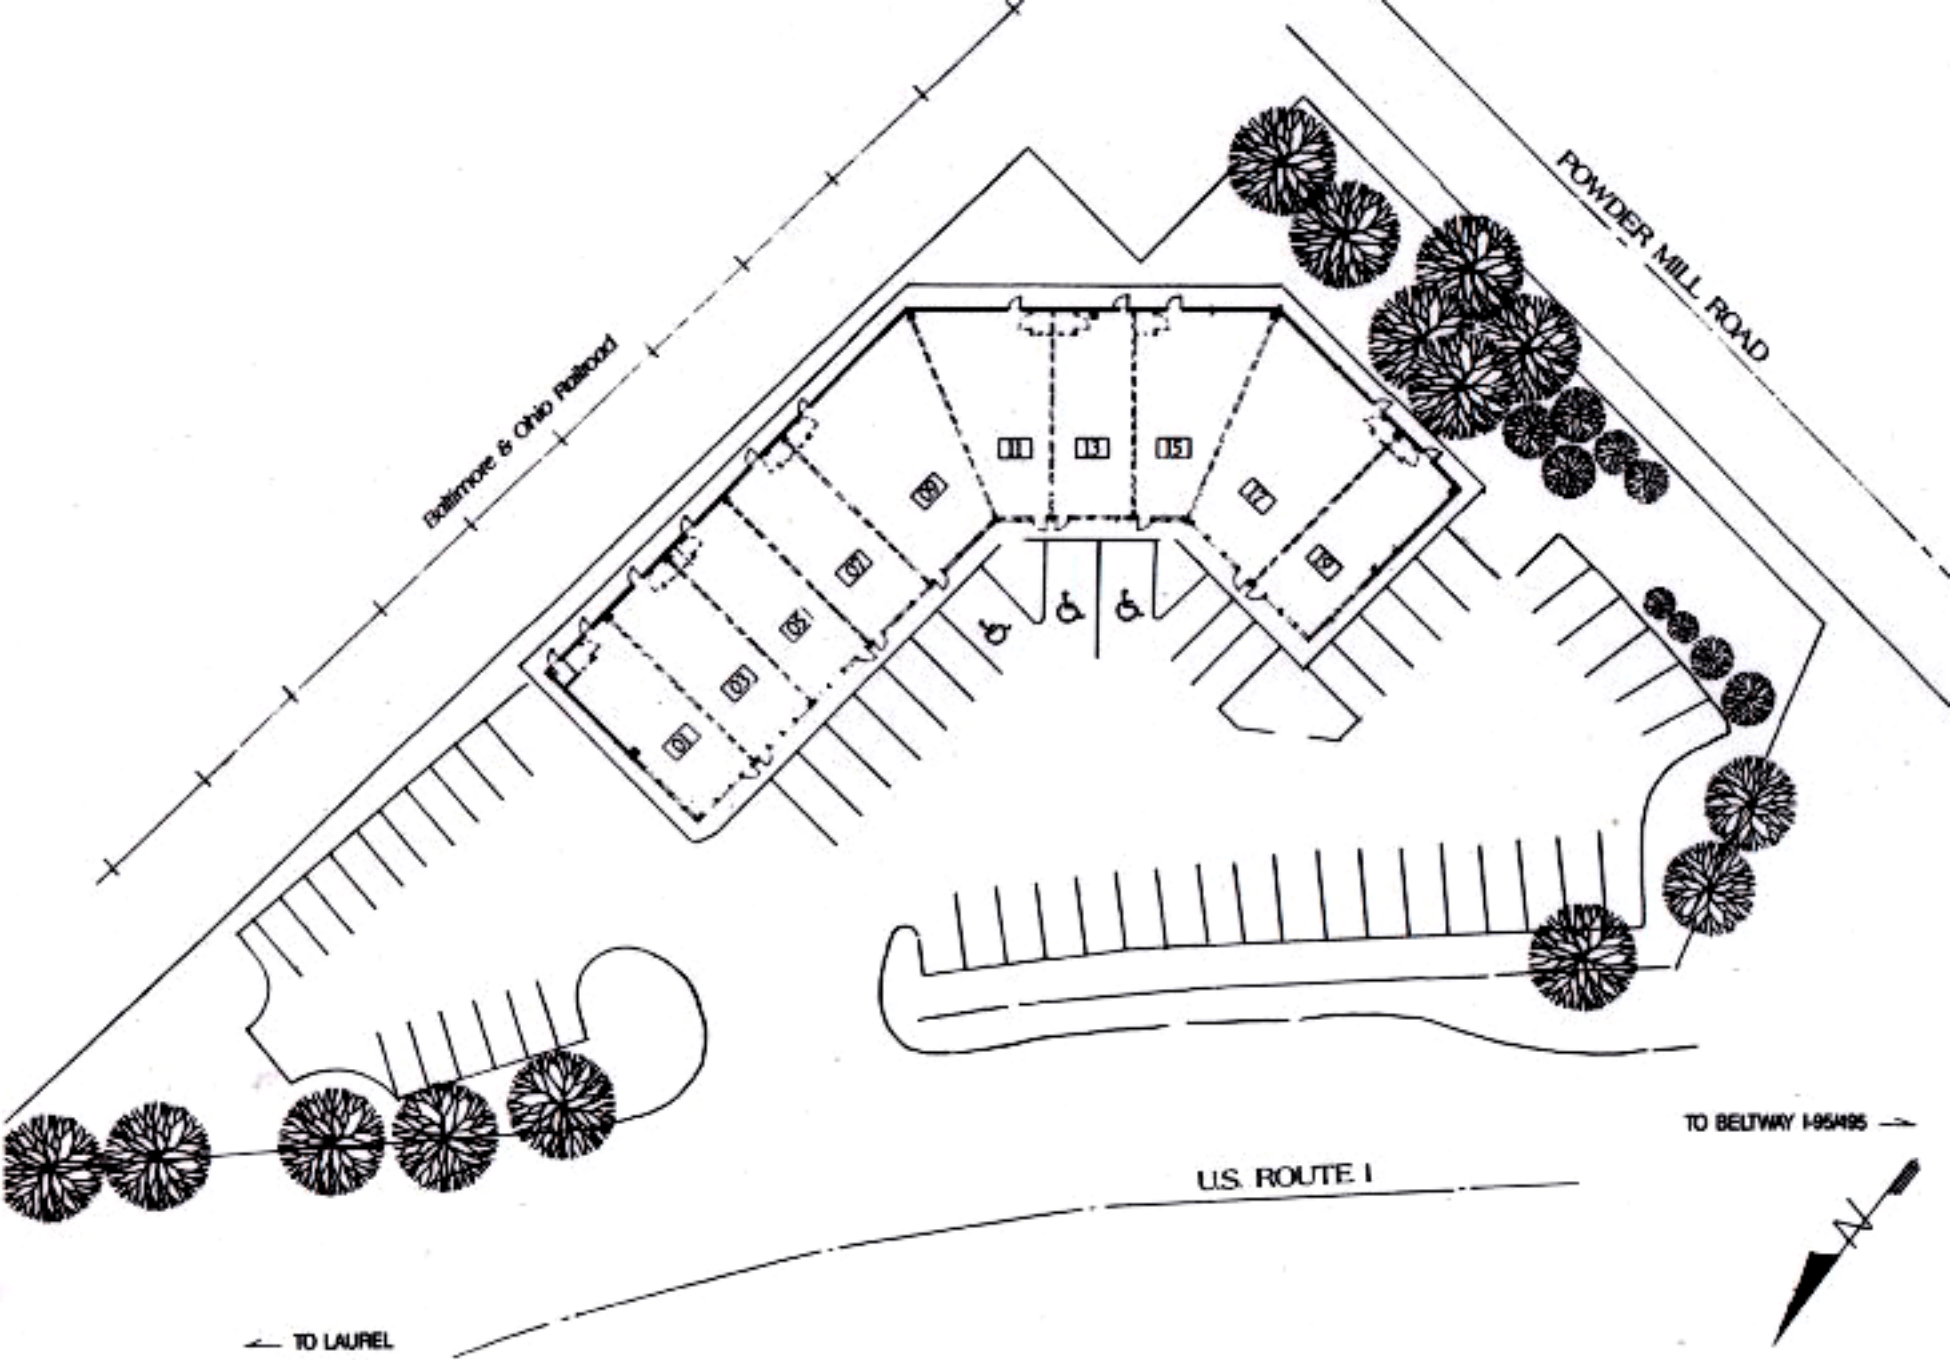 POWDER MILL ROAD
Baltimore & Ohio Railroad
11
13
15
09
17
07
19
05
03
01
TO BELTWAY I-95/495
U.S. ROUTE 1
N
TO LAUREL